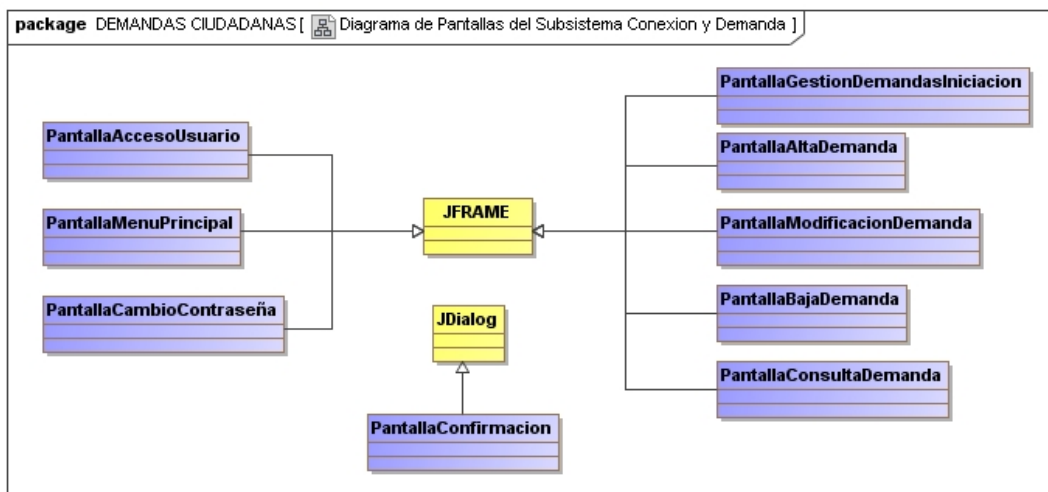 package DEMANDAS CIUDADANAS [ Diagrama de Pantallas del Subsistema Conexion y Demanda ]
PantallaAccesoUsuario
PantallaMenuPrincipal
PantallaCambioContraseña
JFRAME
JDialog
PantallaConfirmacion
PantallaGestionDemandasIniciacion
PantallaAltaDemanda
PantallaModificacionDemanda
PantallaBajaDemanda
PantallaConsultaDemanda